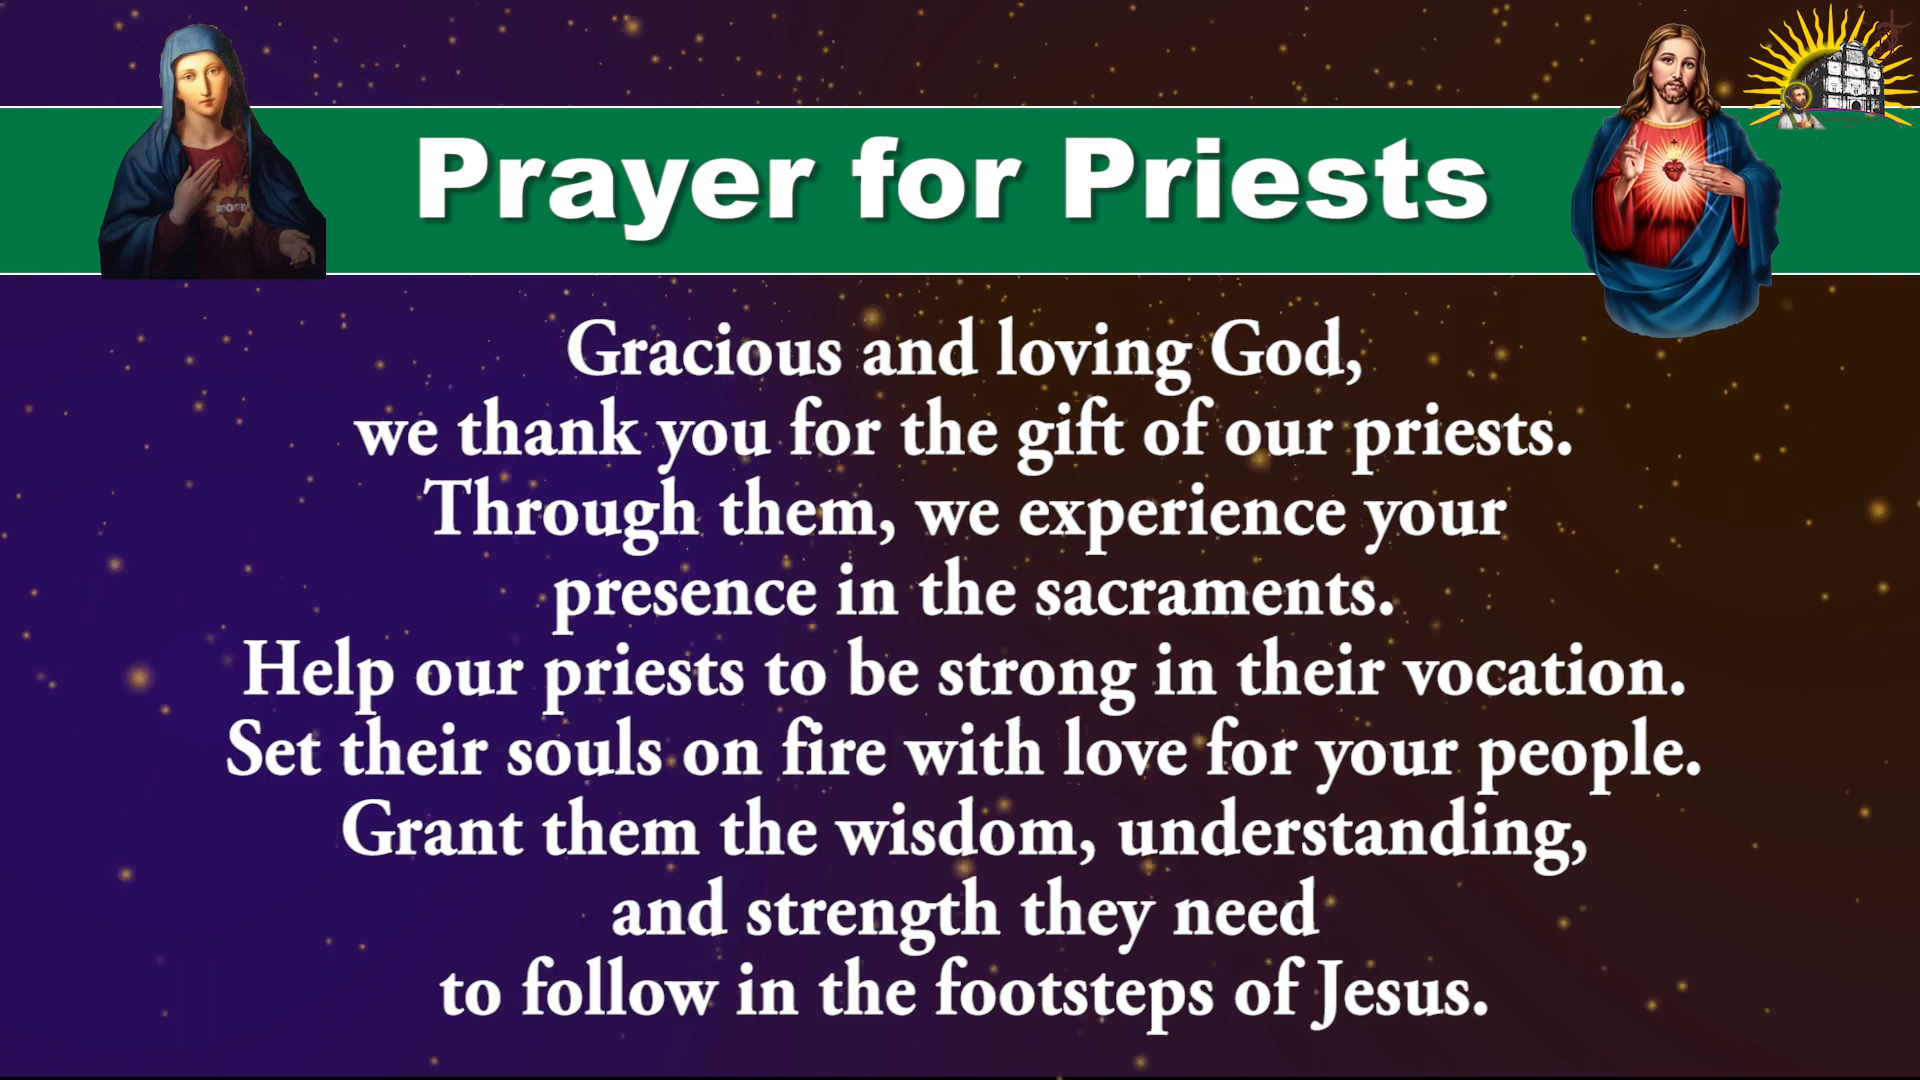 Prayer for Priests
Gracious and loving God,
we thank you for the gift of our priests.
Through them, we experience your
presence in the sacraments.
Help our priests to be strong in their vocation.
Set their souls on fire with love for your people.
Grant them the wisdom, understanding,
and strength they need
to follow in the footsteps of Jesus.